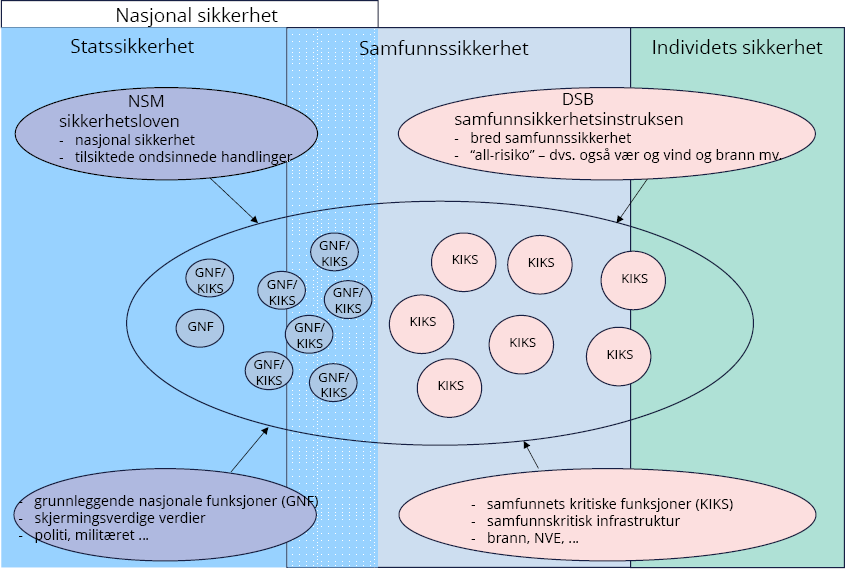 Nasjonal sikkerhet
Statssikkerhet
Samfunnssikkerhet
Individets sikkerhet
NSM
sikkerhetsloven
- nasjonal sikkerhet
- tilsiktede ondsinnede handlinger
DSB
samfunnsikkerhetsinstruksen
- bred samfunnssikkerhet
- “all-risiko” – dvs. også vær og vind og brann mv.
GNF/
KIKS
GNF/
KIKS
GNF/
KIKS
GNF/
KIKS
GNF
GNF/
KIKS
GNF/
KIKS
GNF/
KIKS
KIKS
KIKS
KIKS
KIKS
KIKS
KIKS
KIKS
- grunnleggende nasjonale funksjoner (GNF)
- skjermingsverdige verdier
- politi, militæret ...
- samfunnets kritiske funksjoner (KIKS)
- samfunnskritisk infrastruktur
- brann, NVE, ...